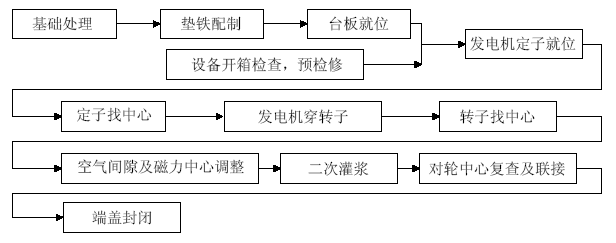 基础处理
垫铁配制
台板就位
设备开箱检查，预检修
发电机定子就位
定子找中心
发电机穿转子
转子找中心
空气间隙及磁力中心调整
二次灌浆
对轮中心复查及联接
端盖封闭